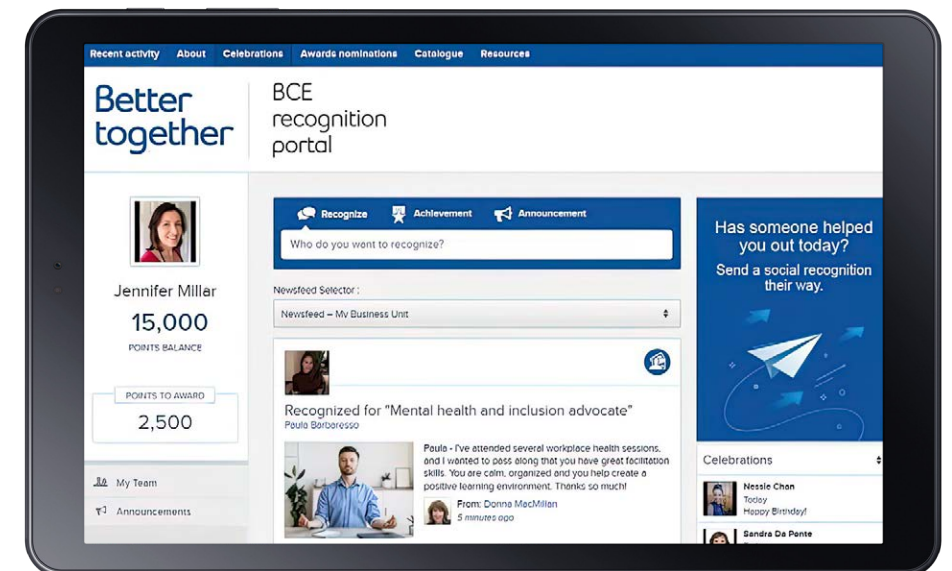 Recent activity About Celebrations Awards nominations Catalogue Resources
Better
together
BCE
recognition
portal
Jennifer Millar
15,000
POINTS BALANCE
POINTS TO AWARD
2,500
My Team
Announcements
Recognize Achievement Announcement
Who do you want to recognize?
Newsfeed Selector :
Newsfeed – My Business Unit
Recognized for "Mental health and inclusion advocate"
Paula Barbaresso
Paula - I've attended several workplace health sessions,
and I wanted to pass along that you have great facilitation
skills. You are calm, organized and you help create a
positive learning environment. Thanks so much!
From: Donna MacMillan
5 minutes ago
Has someone helped
you out today?
Send a social recognition
their way.
Celebrations
Nessie Chan
Today
Happy Birthday!
Sandra Da Ponte